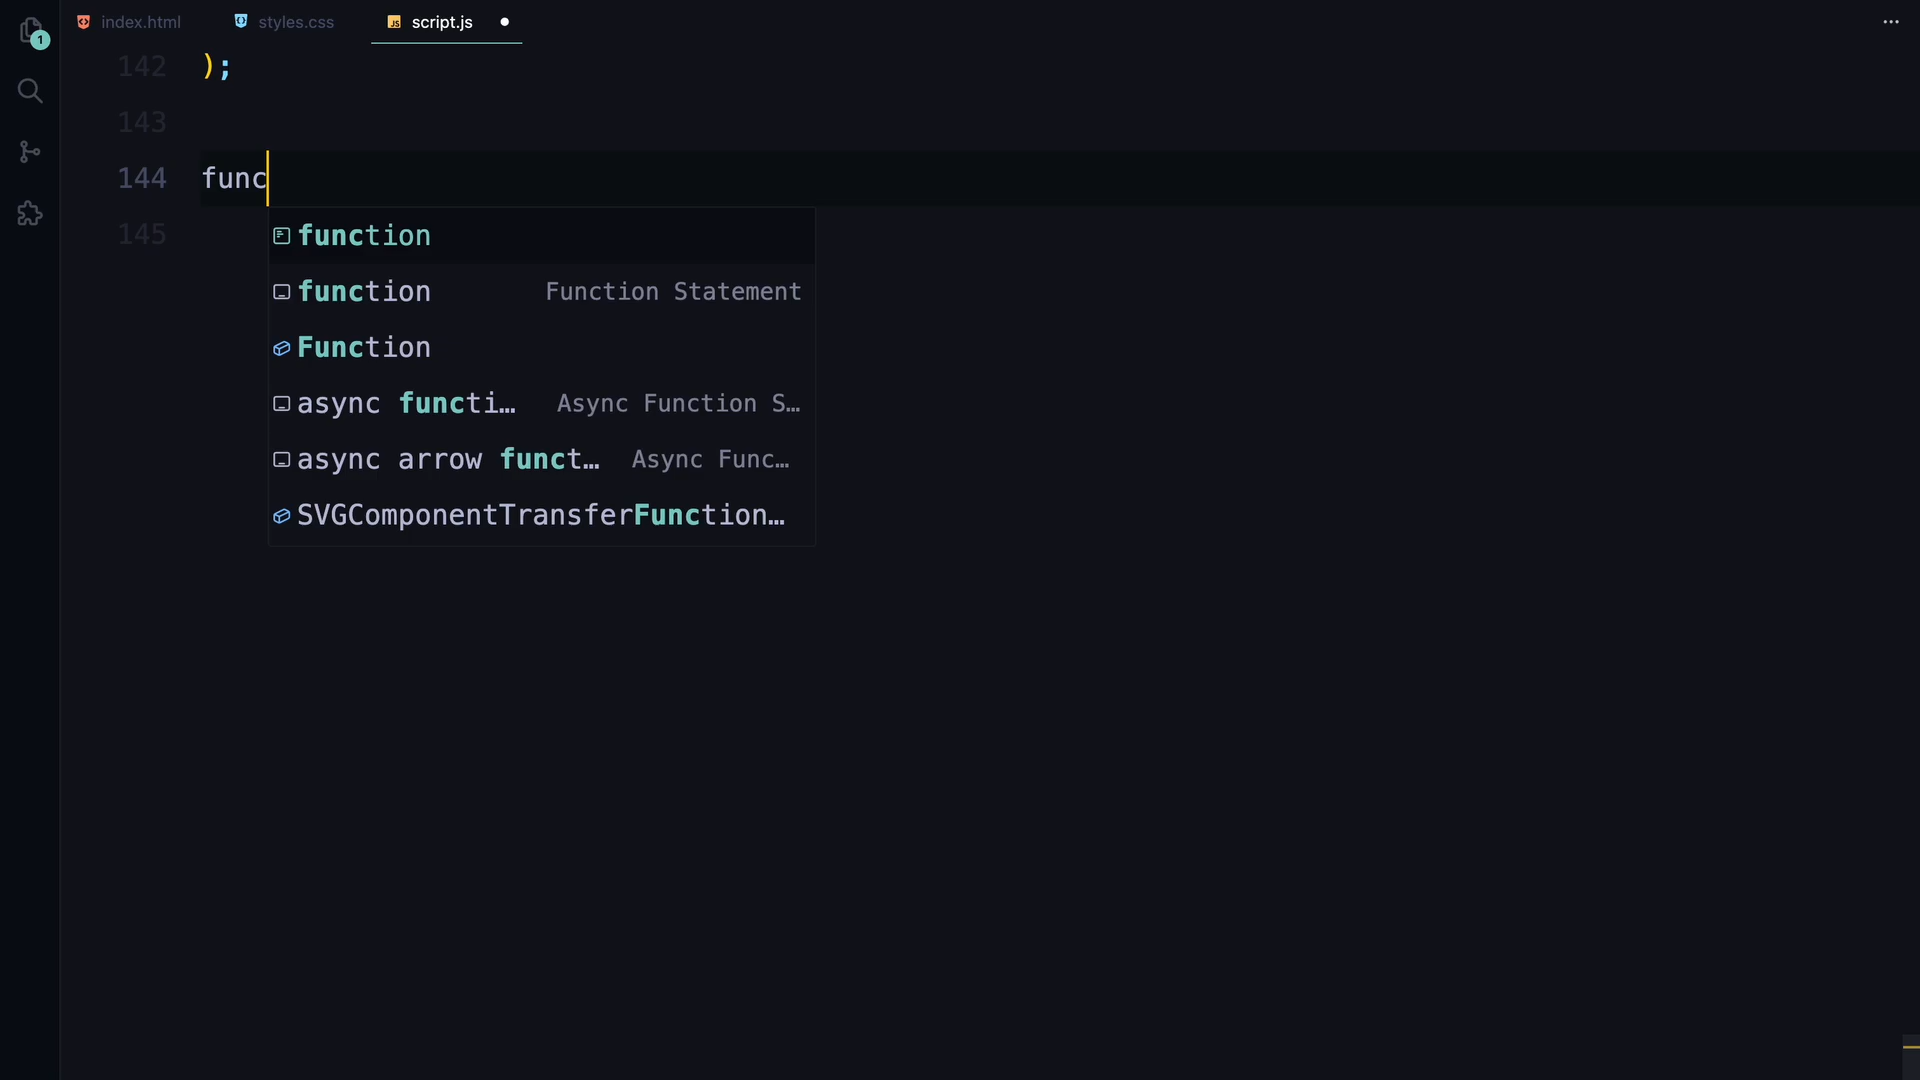 1
index.html
styles.css
JS
script.js
142 );
143
144 func
145
function
function Function Statement
Function
async functi… Async Function S…
async arrow funct… Async Func…
SVGComponentTransferFunction…